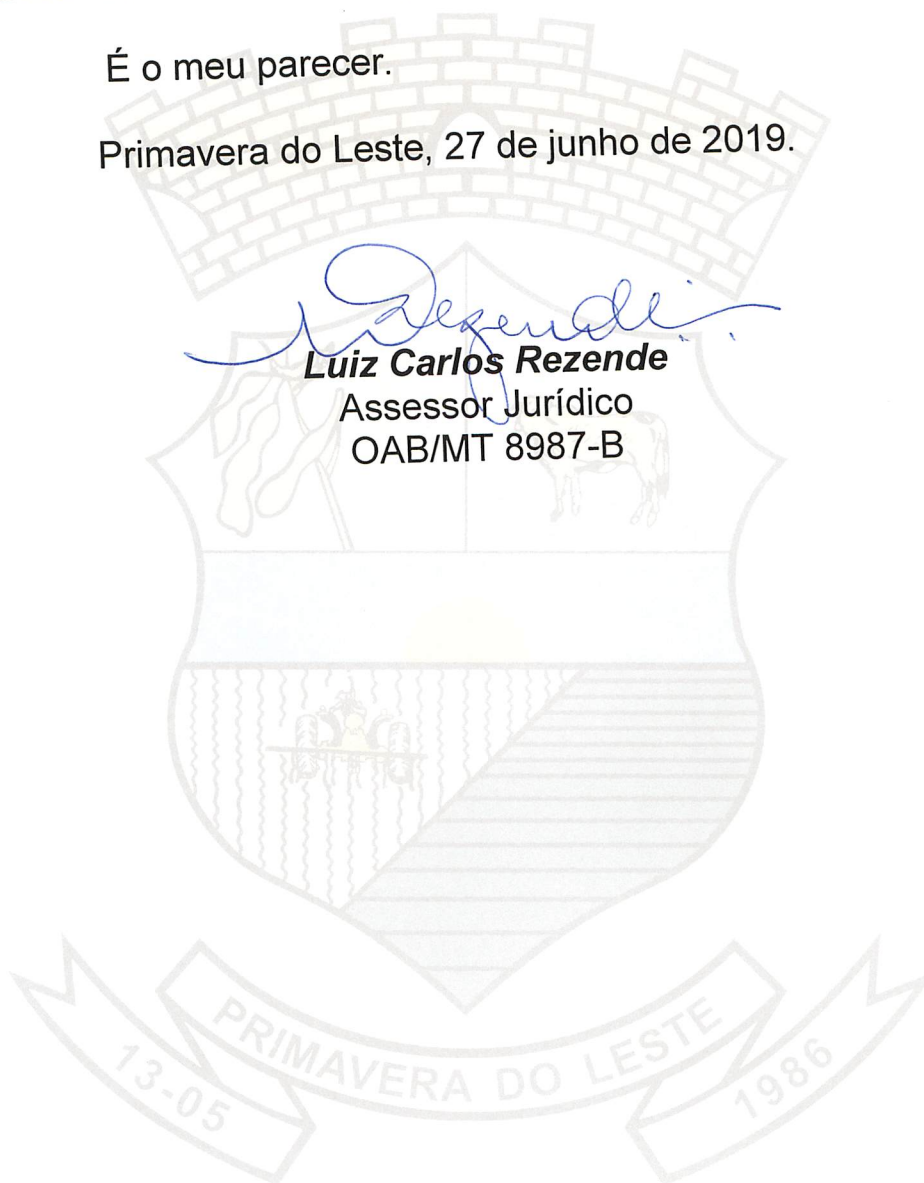 É o meu parecer.
Primavera do Leste, 27 de junho de 2019.
Rezende
Luiz Carlos Rezende
Assessor Jurídico
OAB/MT 8987-B
13-05
PRIMAVERA DO LESTE
1986